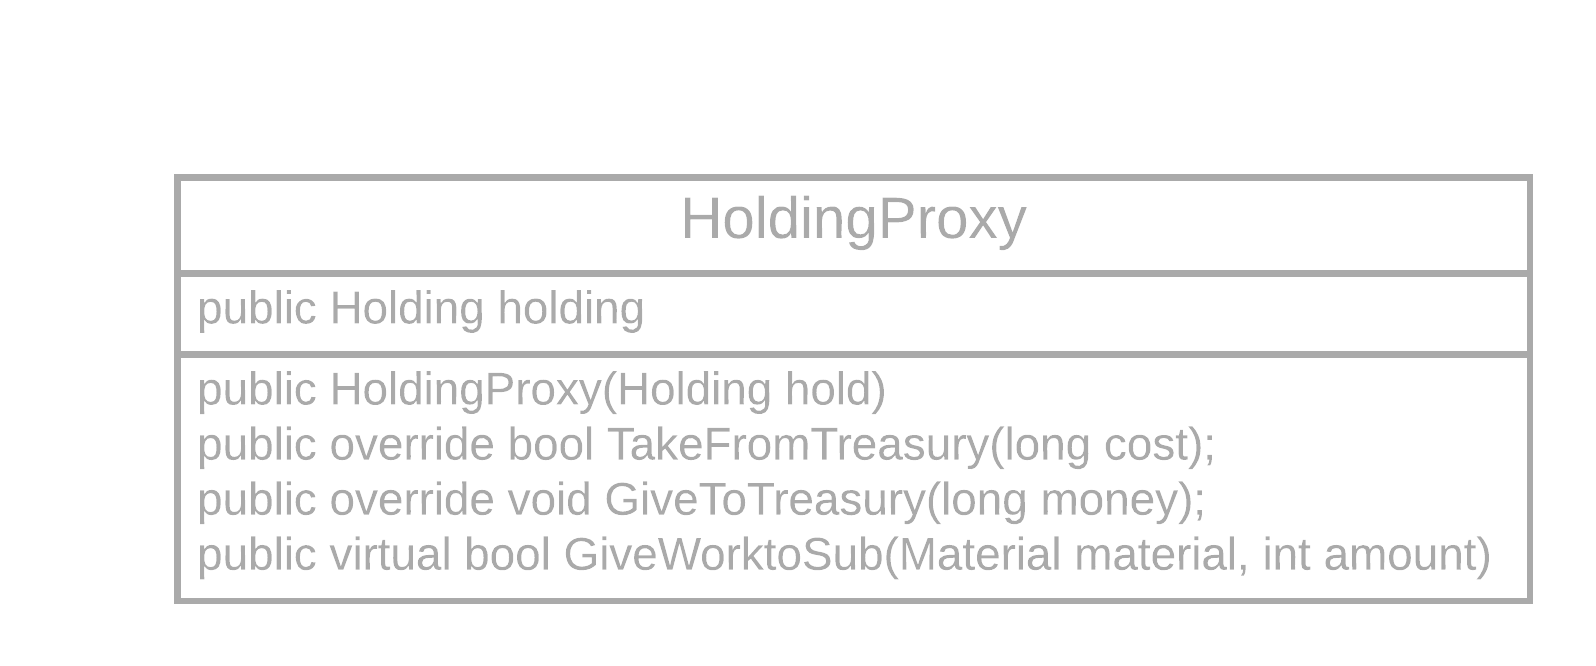 HoldingProxy
public Holding holding
public HoldingProxy(Holding hold)
public override bool TakeFromTreasury(long cost);
public override void GiveToTreasury(long money);
public virtual bool GiveWorktoSub(Material material, int amount)